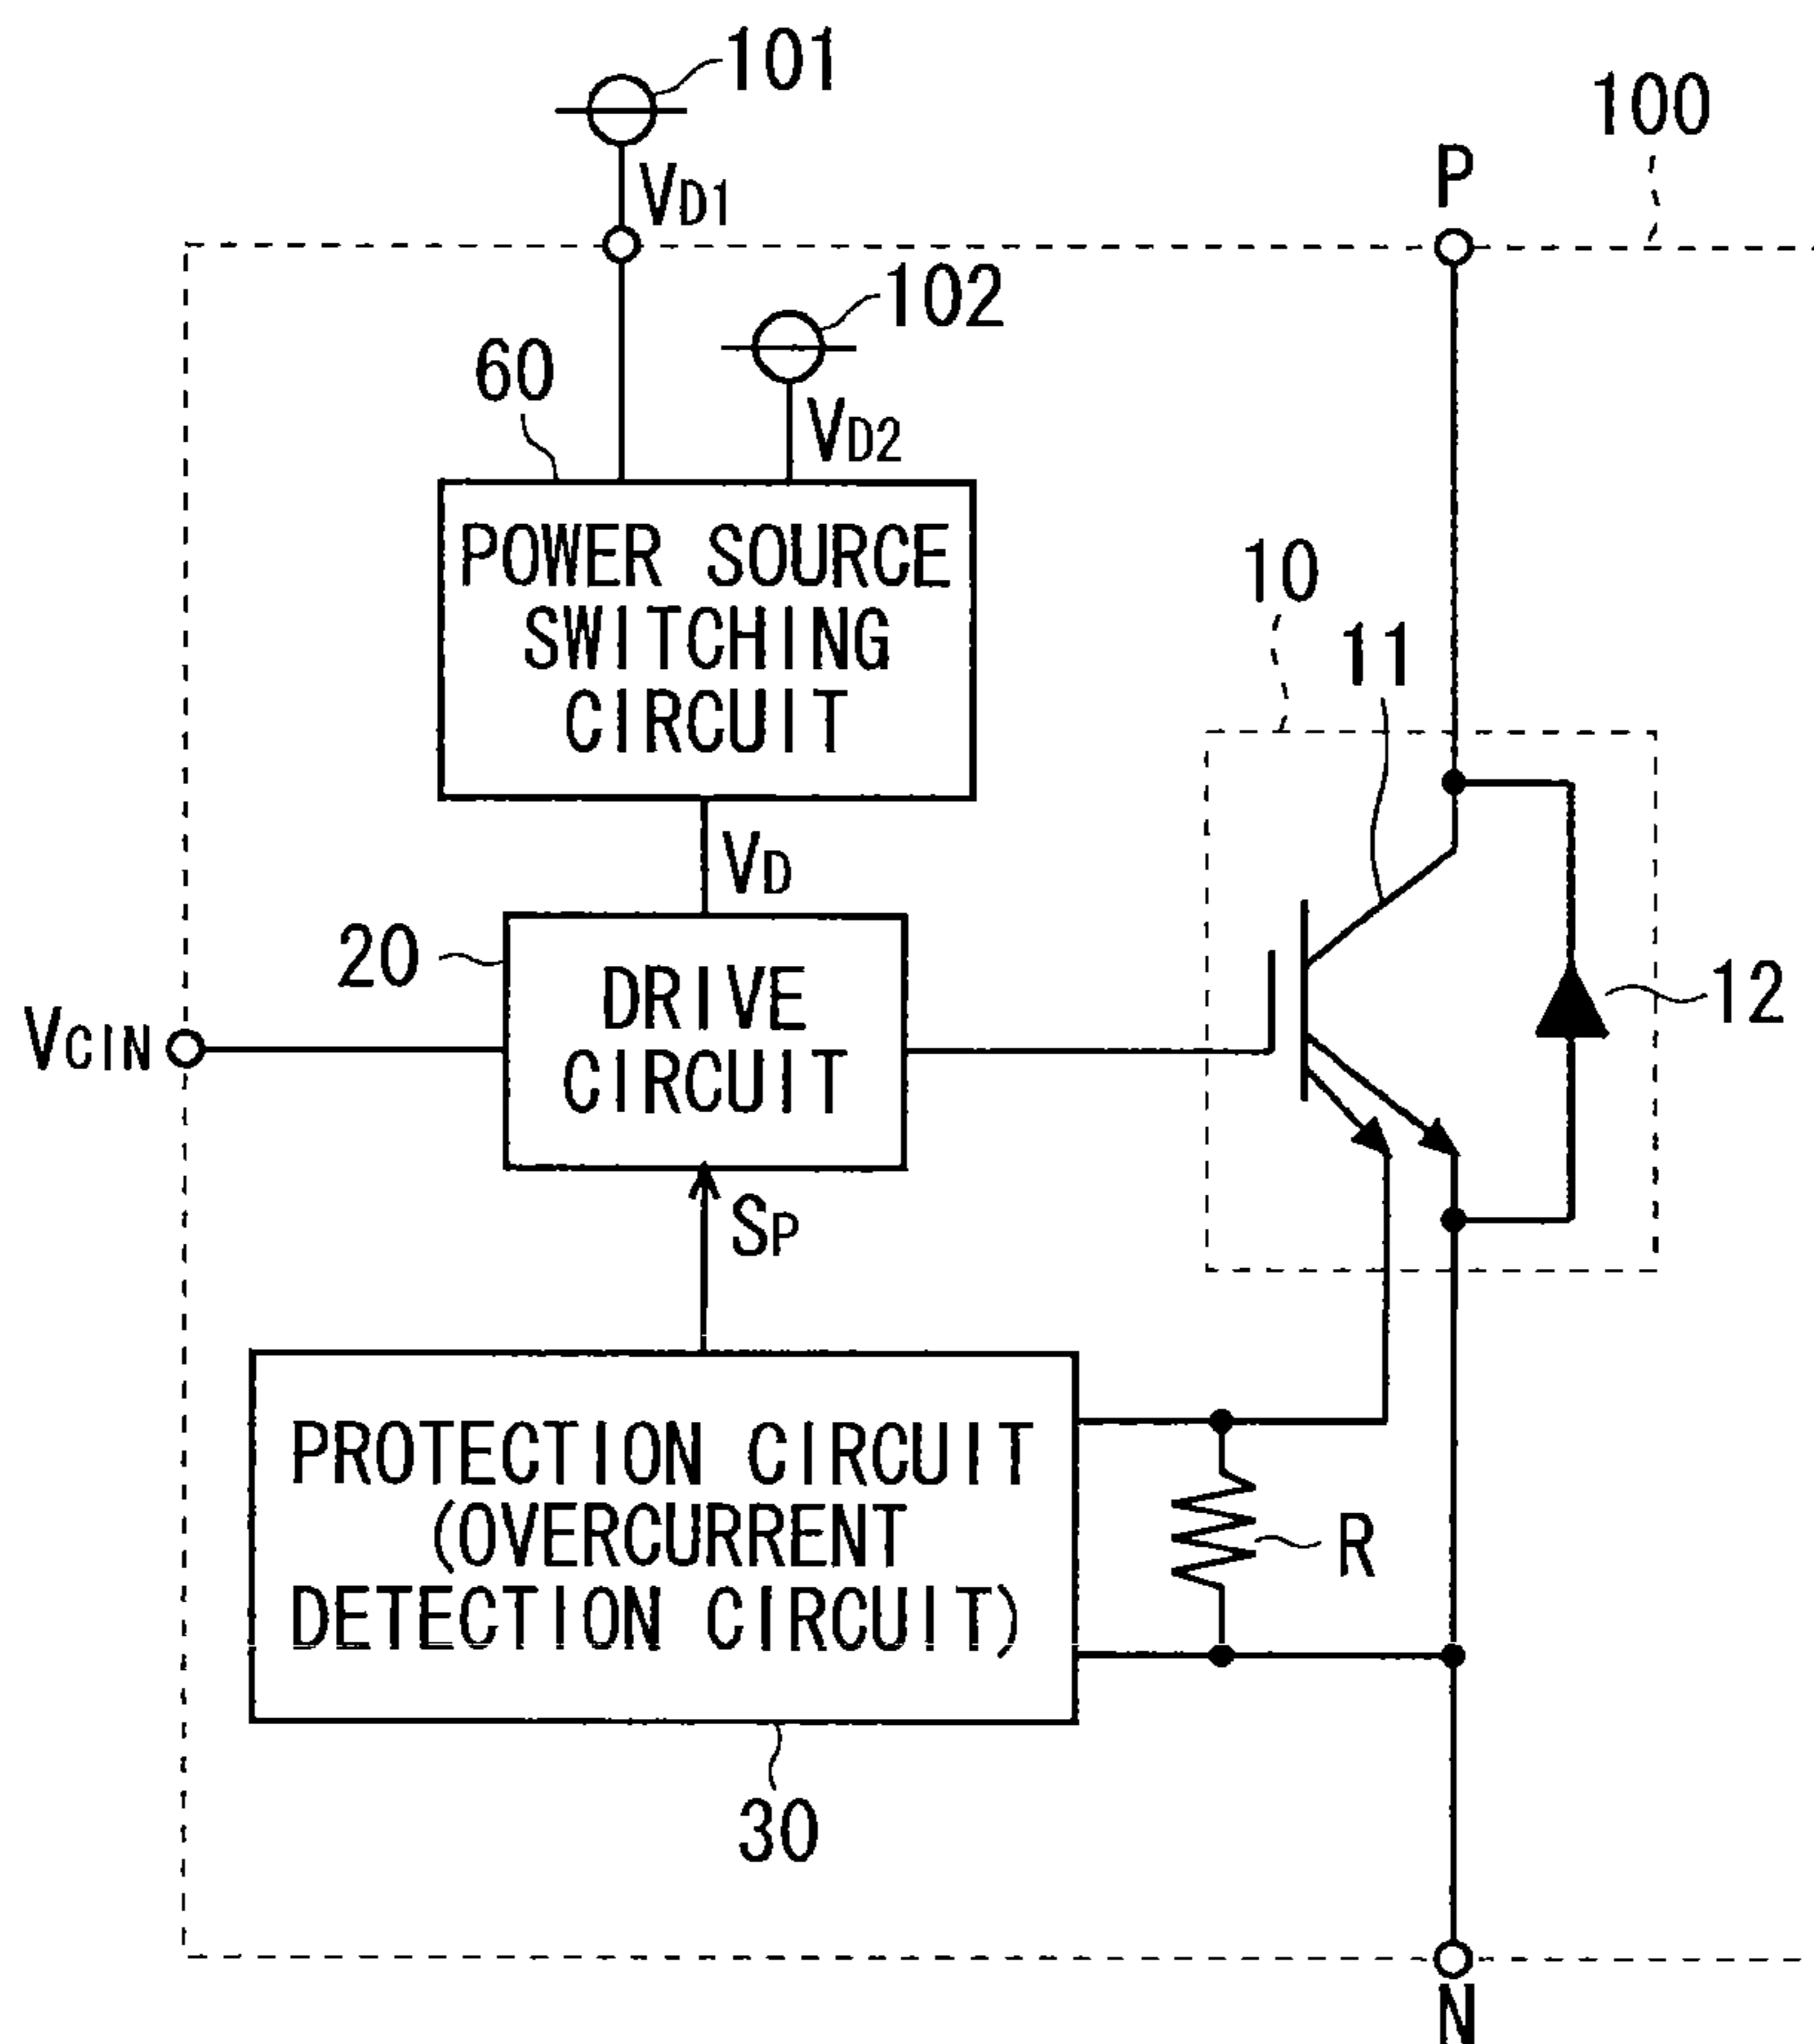 101
100
VD1
P
102
60
VD2
POWER SOURCE
SWITCHING
CIRCUIT
10
11
VD
20
DRIVE
CIRCUIT
12
VCIN
SP
PROTECTION CIRCUIT
(OVERCURRENT
DETECTION CIRCUIT)
R
30
N